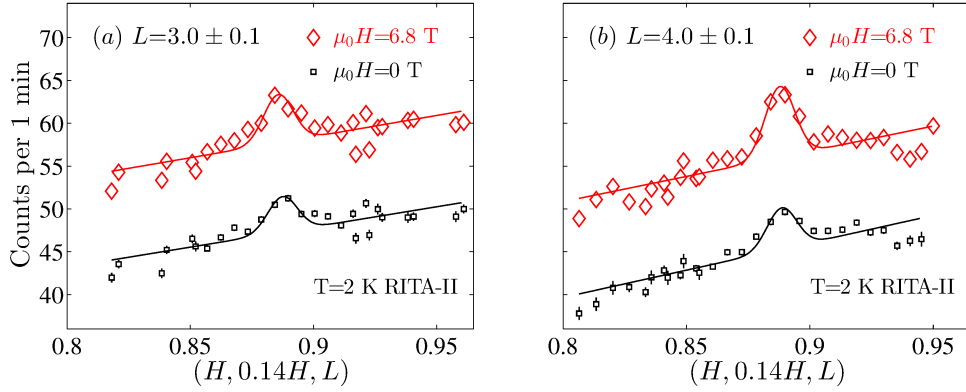 (a) L=3.0 ± 0.1
μ₀H=6.8 T
μ₀H=0 T
T=2 K RITA-II
Counts per 1 min
70
65
60
55
50
45
40
0.8
0.85
0.9
0.95
(H, 0.14H, L)
(b) L=4.0 ± 0.1
μ₀H=6.8 T
μ₀H=0 T
T=2 K RITA-II
0.8
0.85
0.9
0.95
(H, 0.14H, L)